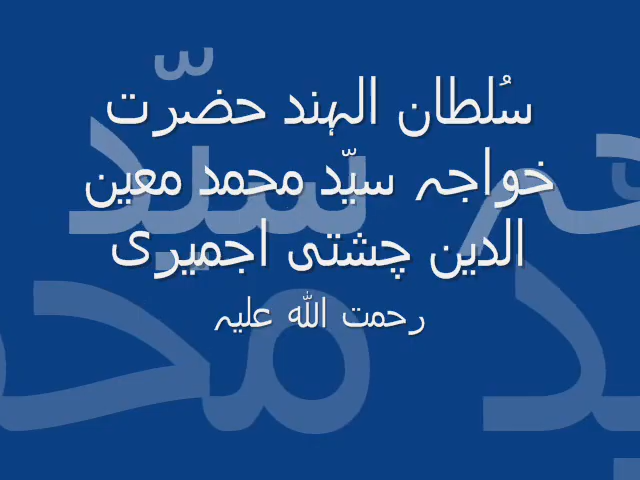 سُلطان الہند حضرت
خواجہ سیّد محمد معین
الدین چشتی اجمیری
رحمت اللہ علیہ